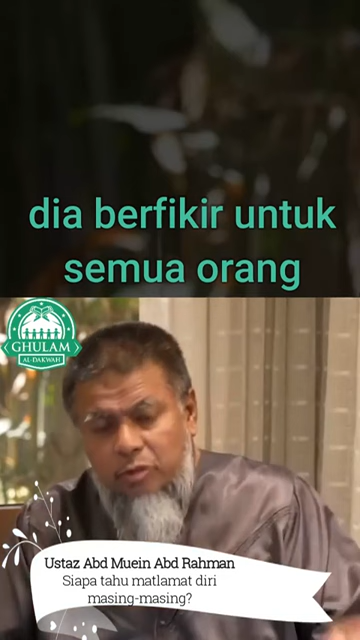 dia berfikir untuk
semua orang
GHULAM
AL-DAKWAH
Ustaz Abd Muein Abd Rahman
Siapa tahu matlamat diri
masing-masing?